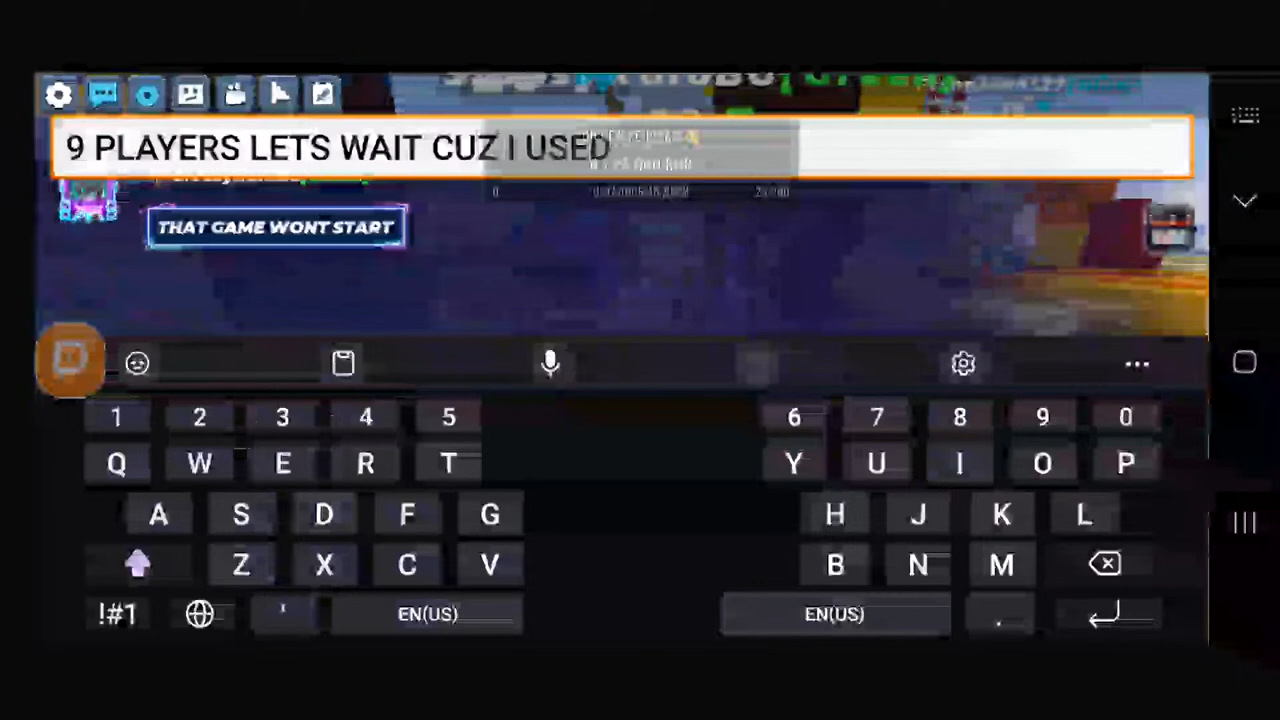 9 PLAYERS LETS WAIT CUZ I USED
THAT GAME WONT START
1 2 3 4 5 6 7 8 9 0
Q W E R T Y U I O P
A S D F G H J K L
Z X C V B N M
!#1 ' EN(US) EN(US) .